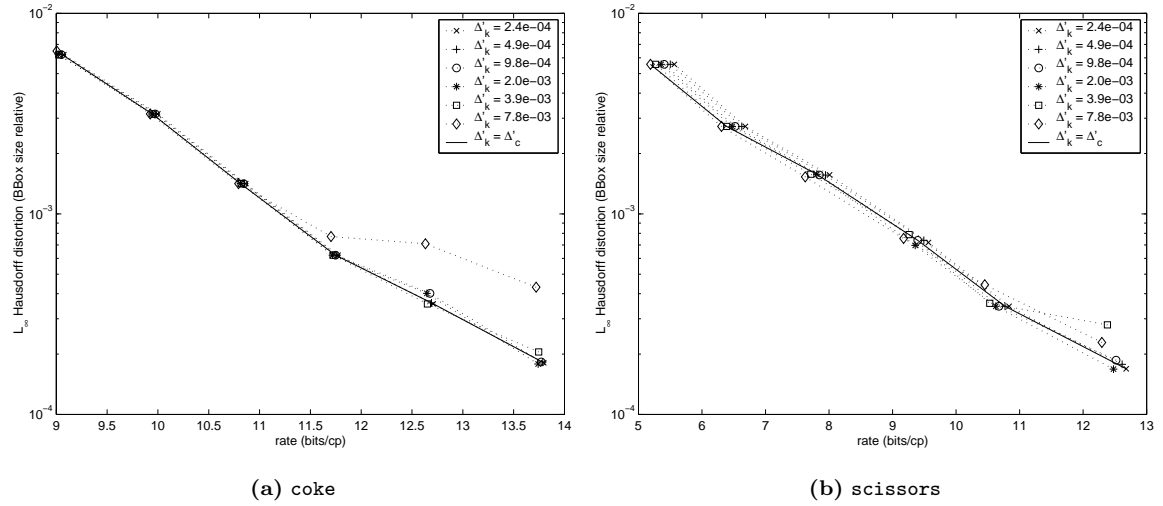 10⁻²
10⁻³
10⁻⁴
L∞ Hausdorff distortion (BBox size relative)
9 9.5 10 10.5 11 11.5 12 12.5 13 13.5 14
rate (bits/cp)
Δ'k = 2.4e−04
Δ'k = 4.9e−04
Δ'k = 9.8e−04
Δ'k = 2.0e−03
Δ'k = 3.9e−03
Δ'k = 7.8e−03
Δ'k = Δ'c
(a) coke
10⁻²
10⁻³
10⁻⁴
L∞ Hausdorff distortion (BBox size relative)
5 6 7 8 9 10 11 12 13
rate (bits/cp)
Δ'k = 2.4e−04
Δ'k = 4.9e−04
Δ'k = 9.8e−04
Δ'k = 2.0e−03
Δ'k = 3.9e−03
Δ'k = 7.8e−03
Δ'k = Δ'c
(b) scissors